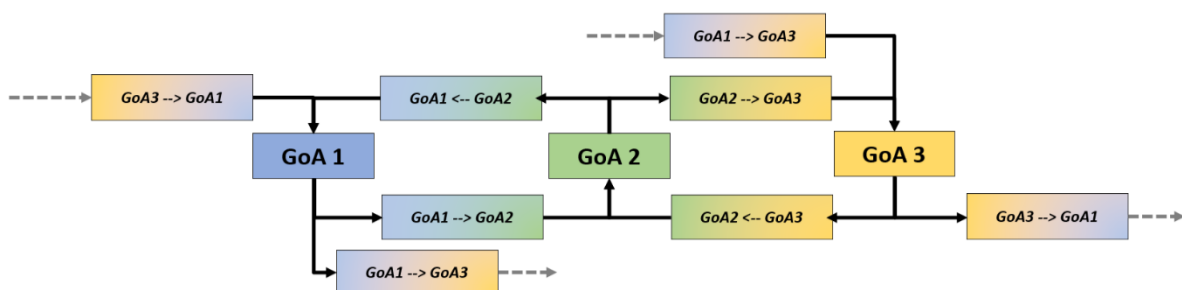 GoA1 --> GoA3
GoA3 --> GoA1
GoA1 <-- GoA2
GoA2 --> GoA3
GoA 1
GoA 2
GoA 3
GoA1 --> GoA2
GoA2 <-- GoA3
GoA3 --> GoA1
GoA1 --> GoA3